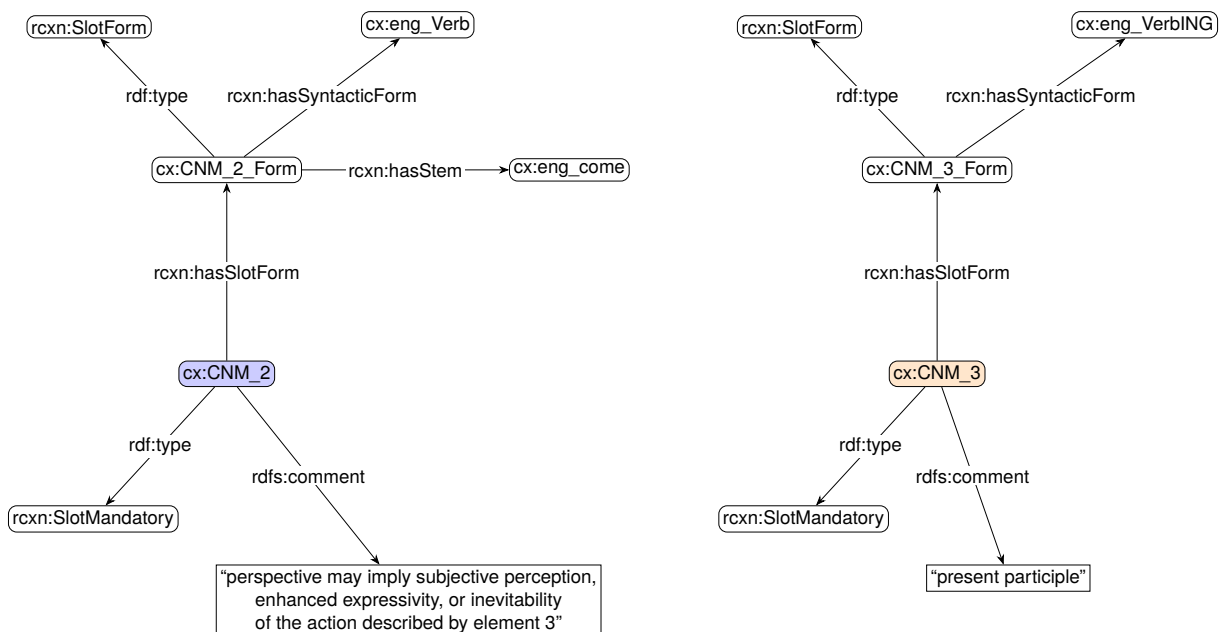 rcxn:SlotForm
cx:eng_Verb
rdf:type
rcxn:hasSyntacticForm
cx:CNM_2_Form
rcxn:hasStem
cx:eng_come
rcxn:hasSlotForm
cx:CNM_2
rdf:type
rdfs:comment
rcxn:SlotMandatory
“perspective may imply subjective perception,
enhanced expressivity, or inevitability
of the action described by element 3”
rcxn:SlotForm
cx:eng_VerbING
rdf:type
rcxn:hasSyntacticForm
cx:CNM_3_Form
rcxn:hasSlotForm
cx:CNM_3
rdf:type
rdfs:comment
rcxn:SlotMandatory
“present participle”